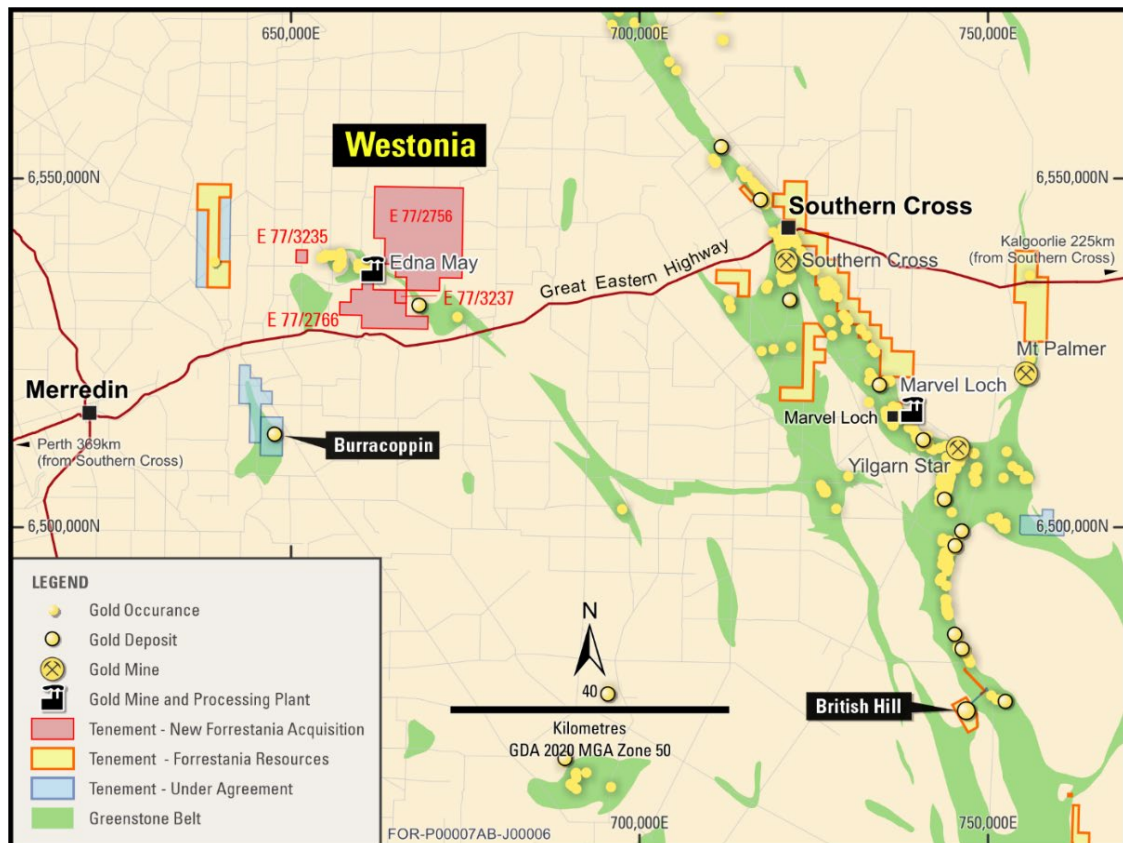 650,000E
700,000E
750,000E
Westonia
6,550,000N
6,550,000N
E 77/2756
Southern Cross
E 77/3235
Kalgoorlie 225km
(from Southern Cross)
Edna May
Southern Cross
Great Eastern Highway
E 77/3237
E 77/2766
Mt Palmer
Merredin
Marvel Loch
Marvel Loch
Perth 369km
(from Southern Cross)
Burracoppin
Yilgarn Star
6,500,000N
6,500,000N
LEGEND
Gold Occurance
Gold Deposit
Gold Mine
Gold Mine and Processing Plant
Tenement - New Forrestania Acquisition
Tenement - Forrestania Resources
Tenement - Under Agreement
Greenstone Belt
N
40
Kilometres
GDA 2020 MGA Zone 50
British Hill
FOR-P00007AB-J00006
700,000E
750,000E